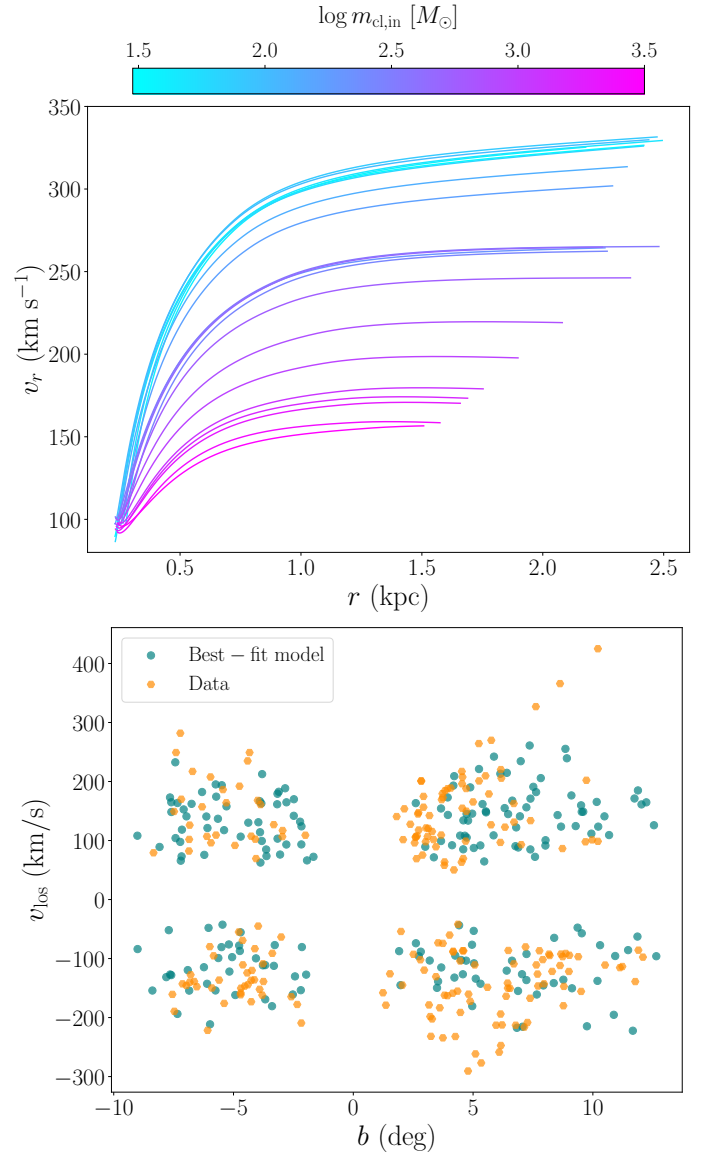 log m_cl,in [M_⊙]
1.5 2.0 2.5 3.0 3.5
350
300
250
200
150
100
v_r (km s⁻¹)
0.5 1.0 1.5 2.0 2.5
r (kpc)
Best − fit model
Data
400
300
200
100
0
−100
−200
−300
v_los (km/s)
−10 −5 0 5 10
b (deg)